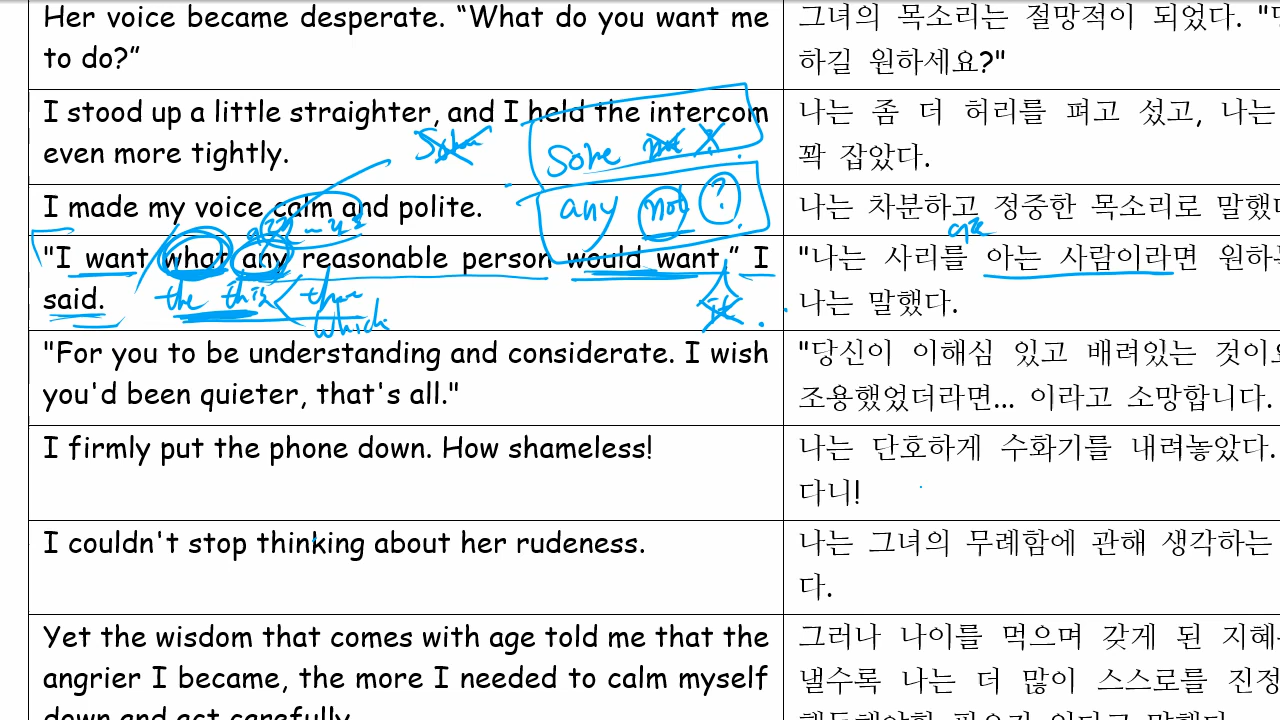 Her voice became desperate. “What do you want me
to do?”
그녀의 목소리는 절망적이 되었다.
하길 원하세요?"
I stood up a little straighter, and I held the intercom
even more tightly.
나는 좀 더 허리를 펴고 섰고, 나는
꽉 잡았다.
some not ?
any not ?
I made my voice calm and polite.
나는 차분하고 정중한 목소리로 말했다
"I want what any reasonable person would want,” I
said.
the thing that
which
it
"나는 사리를 아는 사람이라면 원하는
나는 말했다.
"For you to be understanding and considerate. I wish
you'd been quieter, that's all."
"당신이 이해심 있고 배려있는 것이
조용했었더라면... 이라고 소망합니다.
I firmly put the phone down. How shameless!
나는 단호하게 수화기를 내려놓았다.
다니!
I couldn't stop thinking about her rudeness.
나는 그녀의 무례함에 관해 생각하는
다.
Yet the wisdom that comes with age told me that the
angrier I became, the more I needed to calm myself
down and act carefully.
그러나 나이를 먹으며 갖게 된 지혜
낼수록 나는 더 많이 스스로를 진정